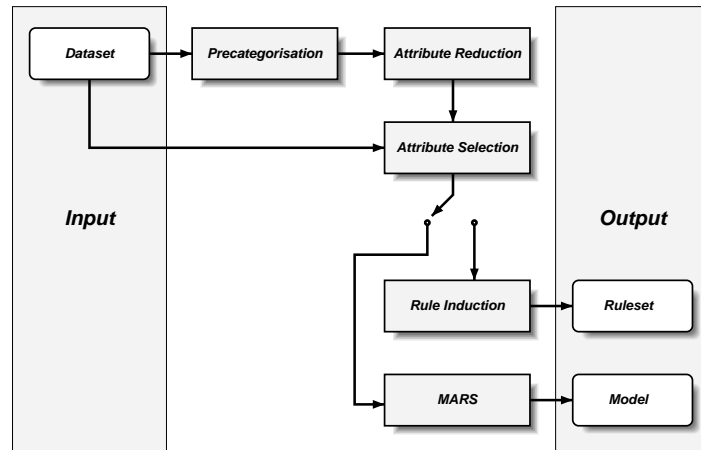 Dataset
Precategorisation
Attribute Reduction
Attribute Selection
Input
Output
Rule Induction
Ruleset
MARS
Model